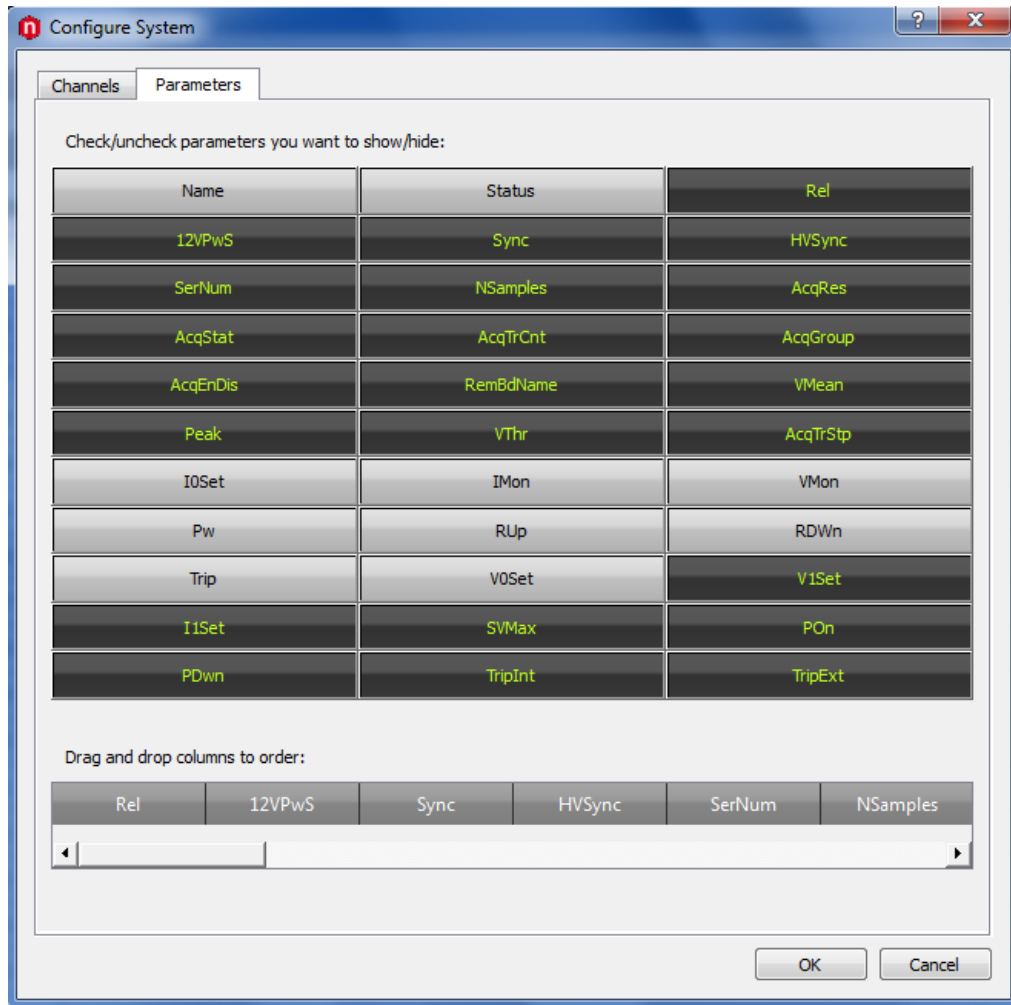 Configure System
Channels Parameters
Check/uncheck parameters you want to show/hide:
Name Status Rel
12VPwS Sync HVSync
SerNum NSamples AcqRes
AcqStat AcqTrCnt AcqGroup
AcqEnDis RemBdName VMean
Peak VThr AcqTrStp
I0Set IMon VMon
Pw RUp RDWn
Trip V0Set V1Set
I1Set SVMax POn
PDwn TripInt TripExt
Drag and drop columns to order:
Rel 12VPwS Sync HVSync SerNum NSamples
OK Cancel